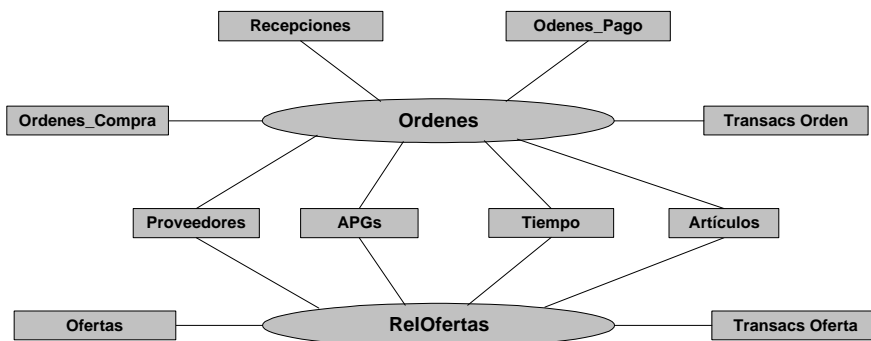 Recepciones
Odenes_Pago
Ordenes_Compra
Ordenes
Transacs Orden
Proveedores
APGs
Tiempo
Artículos
Ofertas
RelOfertas
Transacs Oferta